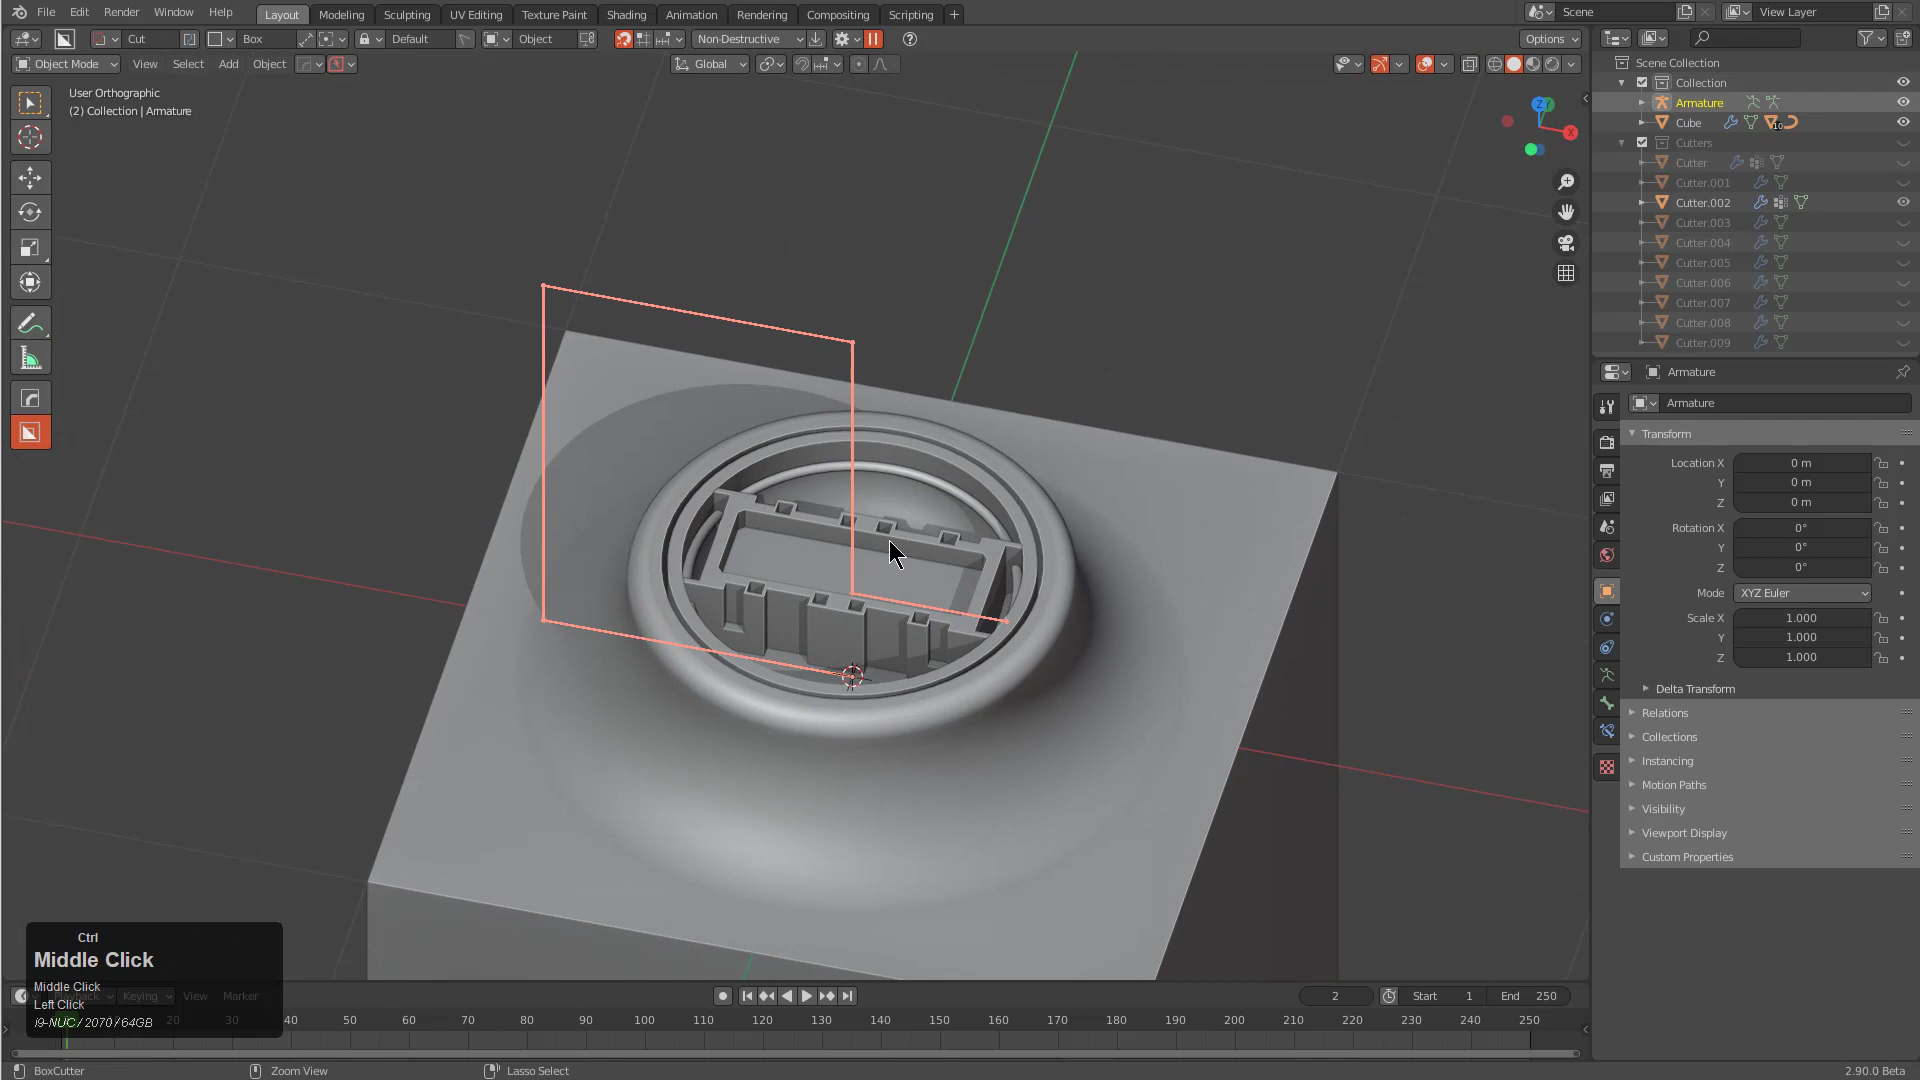 File Edit Render Window Help
Layout Modeling Sculpting UV Editing Texture Paint Shading Animation Rendering Compositing Scripting +
Scene
View Layer
Cut Box Default Object Non-Destructive
Options
Object Mode View Select Add Object Global
User Orthographic
(2) Collection | Armature
Z
X
Scene Collection
Collection
Armature
Cube
10
Cutters
Cutter
Cutter.001
Cutter.002
Cutter.003
Cutter.004
Cutter.005
Cutter.006
Cutter.007
Cutter.008
Cutter.009
Armature
Armature
Transform
Location X 0 m
Y 0 m
Z 0 m
Rotation X 0°
Y 0°
Z 0°
Mode XYZ Euler
Scale X 1.000
Y 1.000
Z 1.000
Delta Transform
Relations
Collections
Instancing
Motion Paths
Visibility
Viewport Display
Custom Properties
Ctrl
Middle Click
Middle Click
Left Click
i9-NUC / 2070 / 64GB
Playback Keying View Marker
2 Start 1 End 250
20 30 40 50 60 70 80 90 100 110 120 130 140 150 160 170 180 190 200 210 220 230 240 250
BoxCutter Zoom View Lasso Select
2.90.0 Beta